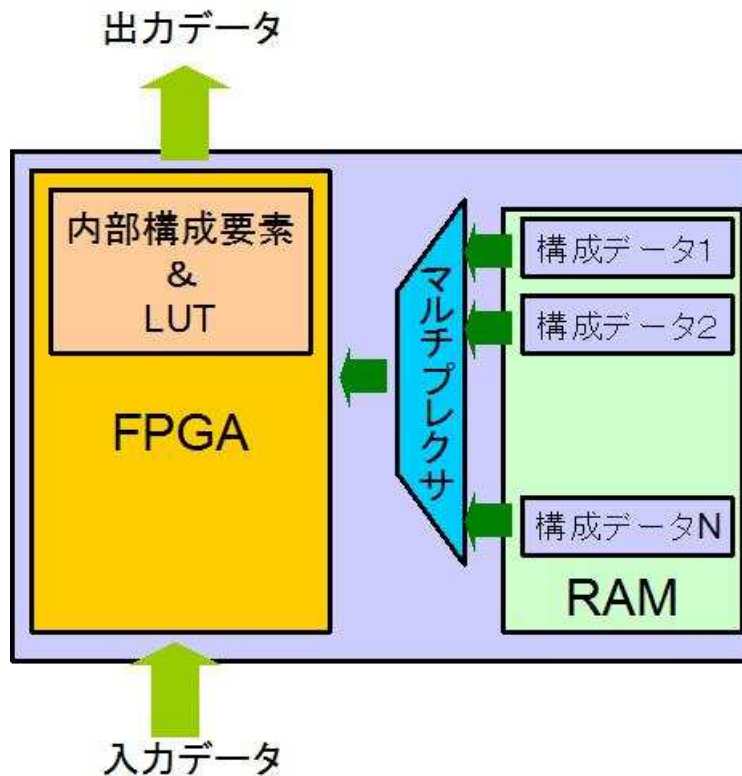 出力データ
内部構成要素
&
LUT
FPGA
マルチプレクサ
構成データ1
構成データ2
構成データN
RAM
入力データ